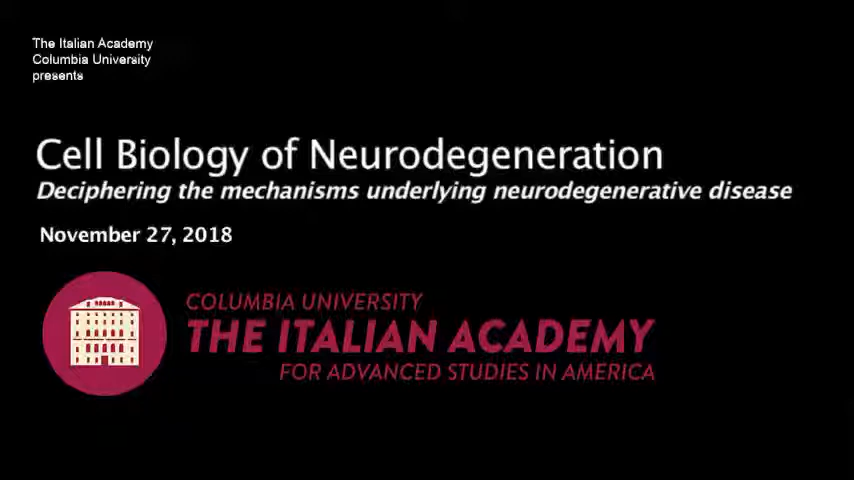 The Italian Academy
Columbia University
presents
Cell Biology of Neurodegeneration
Deciphering the mechanisms underlying neurodegenerative disease
November 27, 2018
COLUMBIA UNIVERSITY
THE ITALIAN ACADEMY
FOR ADVANCED STUDIES IN AMERICA